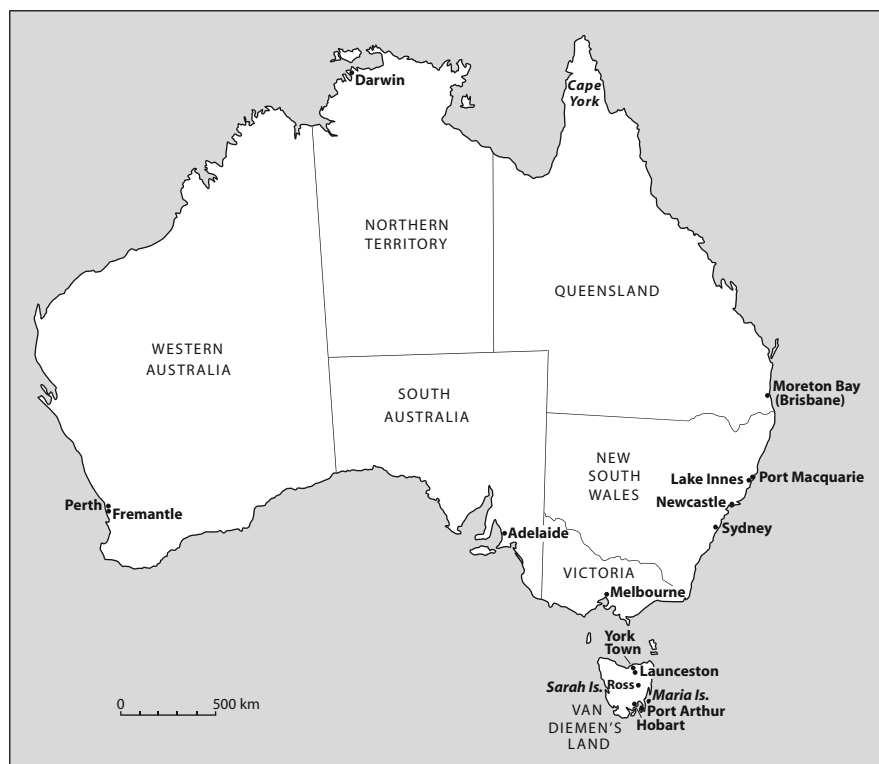 Darwin
Cape
York
NORTHERN
TERRITORY
QUEENSLAND
WESTERN
AUSTRALIA
SOUTH
AUSTRALIA
Moreton Bay
(Brisbane)
NEW
SOUTH
WALES
Lake Innes
Port Macquarie
Newcastle
Perth
Fremantle
Sydney
Adelaide
VICTORIA
Melbourne
York
Town
Launceston
Sarah Is.
Ross
Maria Is.
VAN
DIEMEN'S
LAND
Port Arthur
Hobart
0 500 km